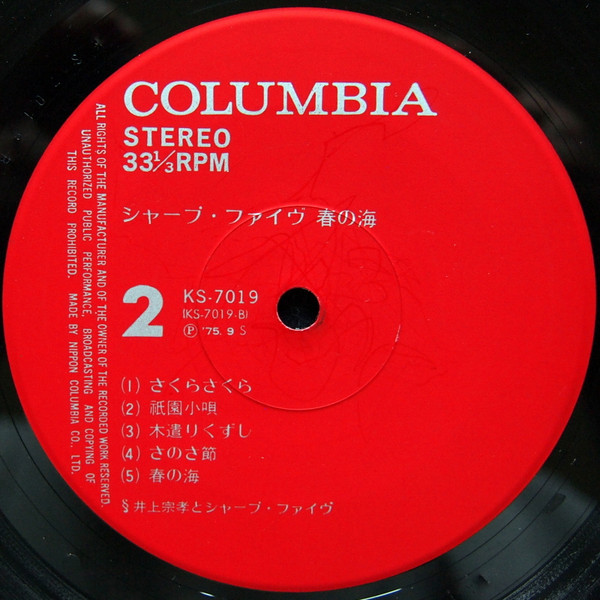 COLUMBIA
STEREO
33 1/3 RPM
シャープ・ファイヴ 春の海
2
KS-7019
(KS-7019-B)
Ⓟ '75. 9 S
(1) さくらさくら
(2) 祇園小唄
(3) 木遣りくずし
(4) さのさ節
(5) 春の海
§ 井上宗孝とシャープ・ファイヴ
ALL RIGHTS OF THE MANUFACTURER AND OF THE OWNER OF THE RECORDED WORK RESERVED.
UNAUTHORIZED PUBLIC PERFORMANCE, BROADCASTING AND COPYING OF
THIS RECORD PROHIBITED. MADE BY NIPPON COLUMBIA CO., LTD.